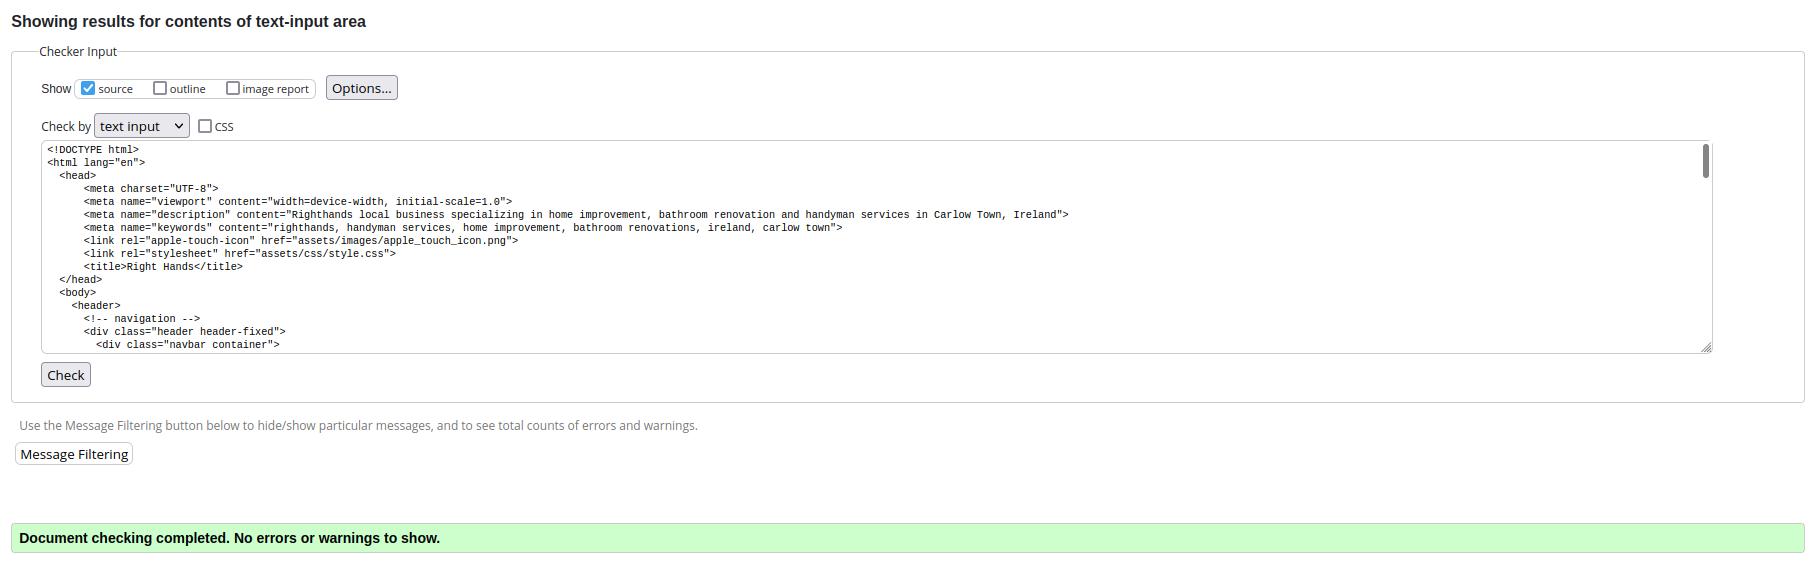 Showing results for contents of text-input area
Checker Input
Show source outline image report Options...
Check by text input CSS
<!DOCTYPE html>
<html lang="en">
<head>
<meta charset="UTF-8">
<meta name="viewport" content="width=device-width, initial-scale=1.0">
<meta name="description" content="Righthands local business specializing in home improvement, bathroom renovation and handyman services in Carlow Town, Ireland">
<meta name="keywords" content="righthands, handyman services, home improvement, bathroom renovations, ireland, carlow town">
<link rel="apple-touch-icon" href="assets/images/apple_touch_icon.png">
<link rel="stylesheet" href="assets/css/style.css">
<title>Right Hands</title>
</head>
<body>
<header>
<!-- navigation -->
<div class="header header-fixed">
<div class="navbar container">
Check
Use the Message Filtering button below to hide/show particular messages, and to see total counts of errors and warnings.
Message Filtering
Document checking completed. No errors or warnings to show.